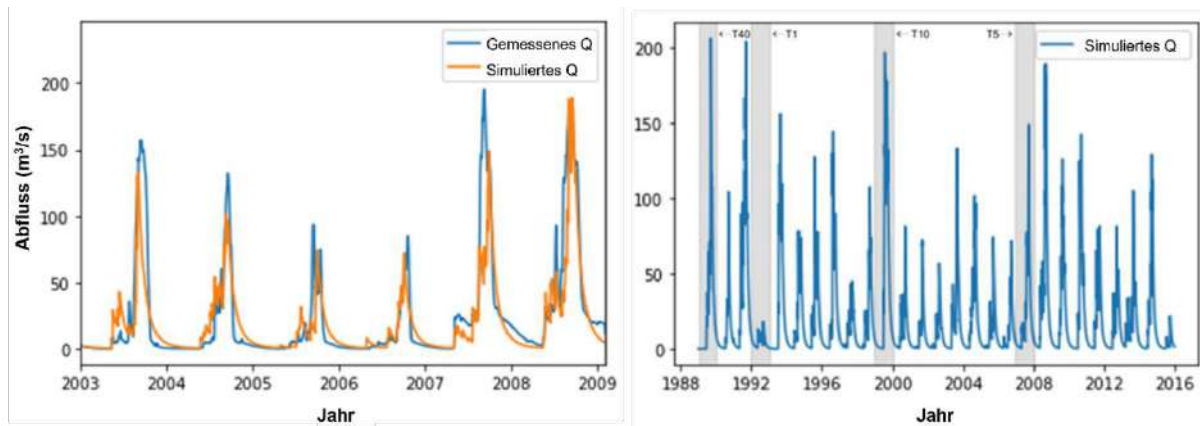 Gemessenes Q
Simuliertes Q
Abfluss (m³/s)
200
150
100
50
0
2003
2004
2005
2006
2007
2008
2009
Jahr
←T40
←T1
←T10
T5→
Simuliertes Q
200
150
100
50
0
1988
1992
1996
2000
2004
2008
2012
2016
Jahr